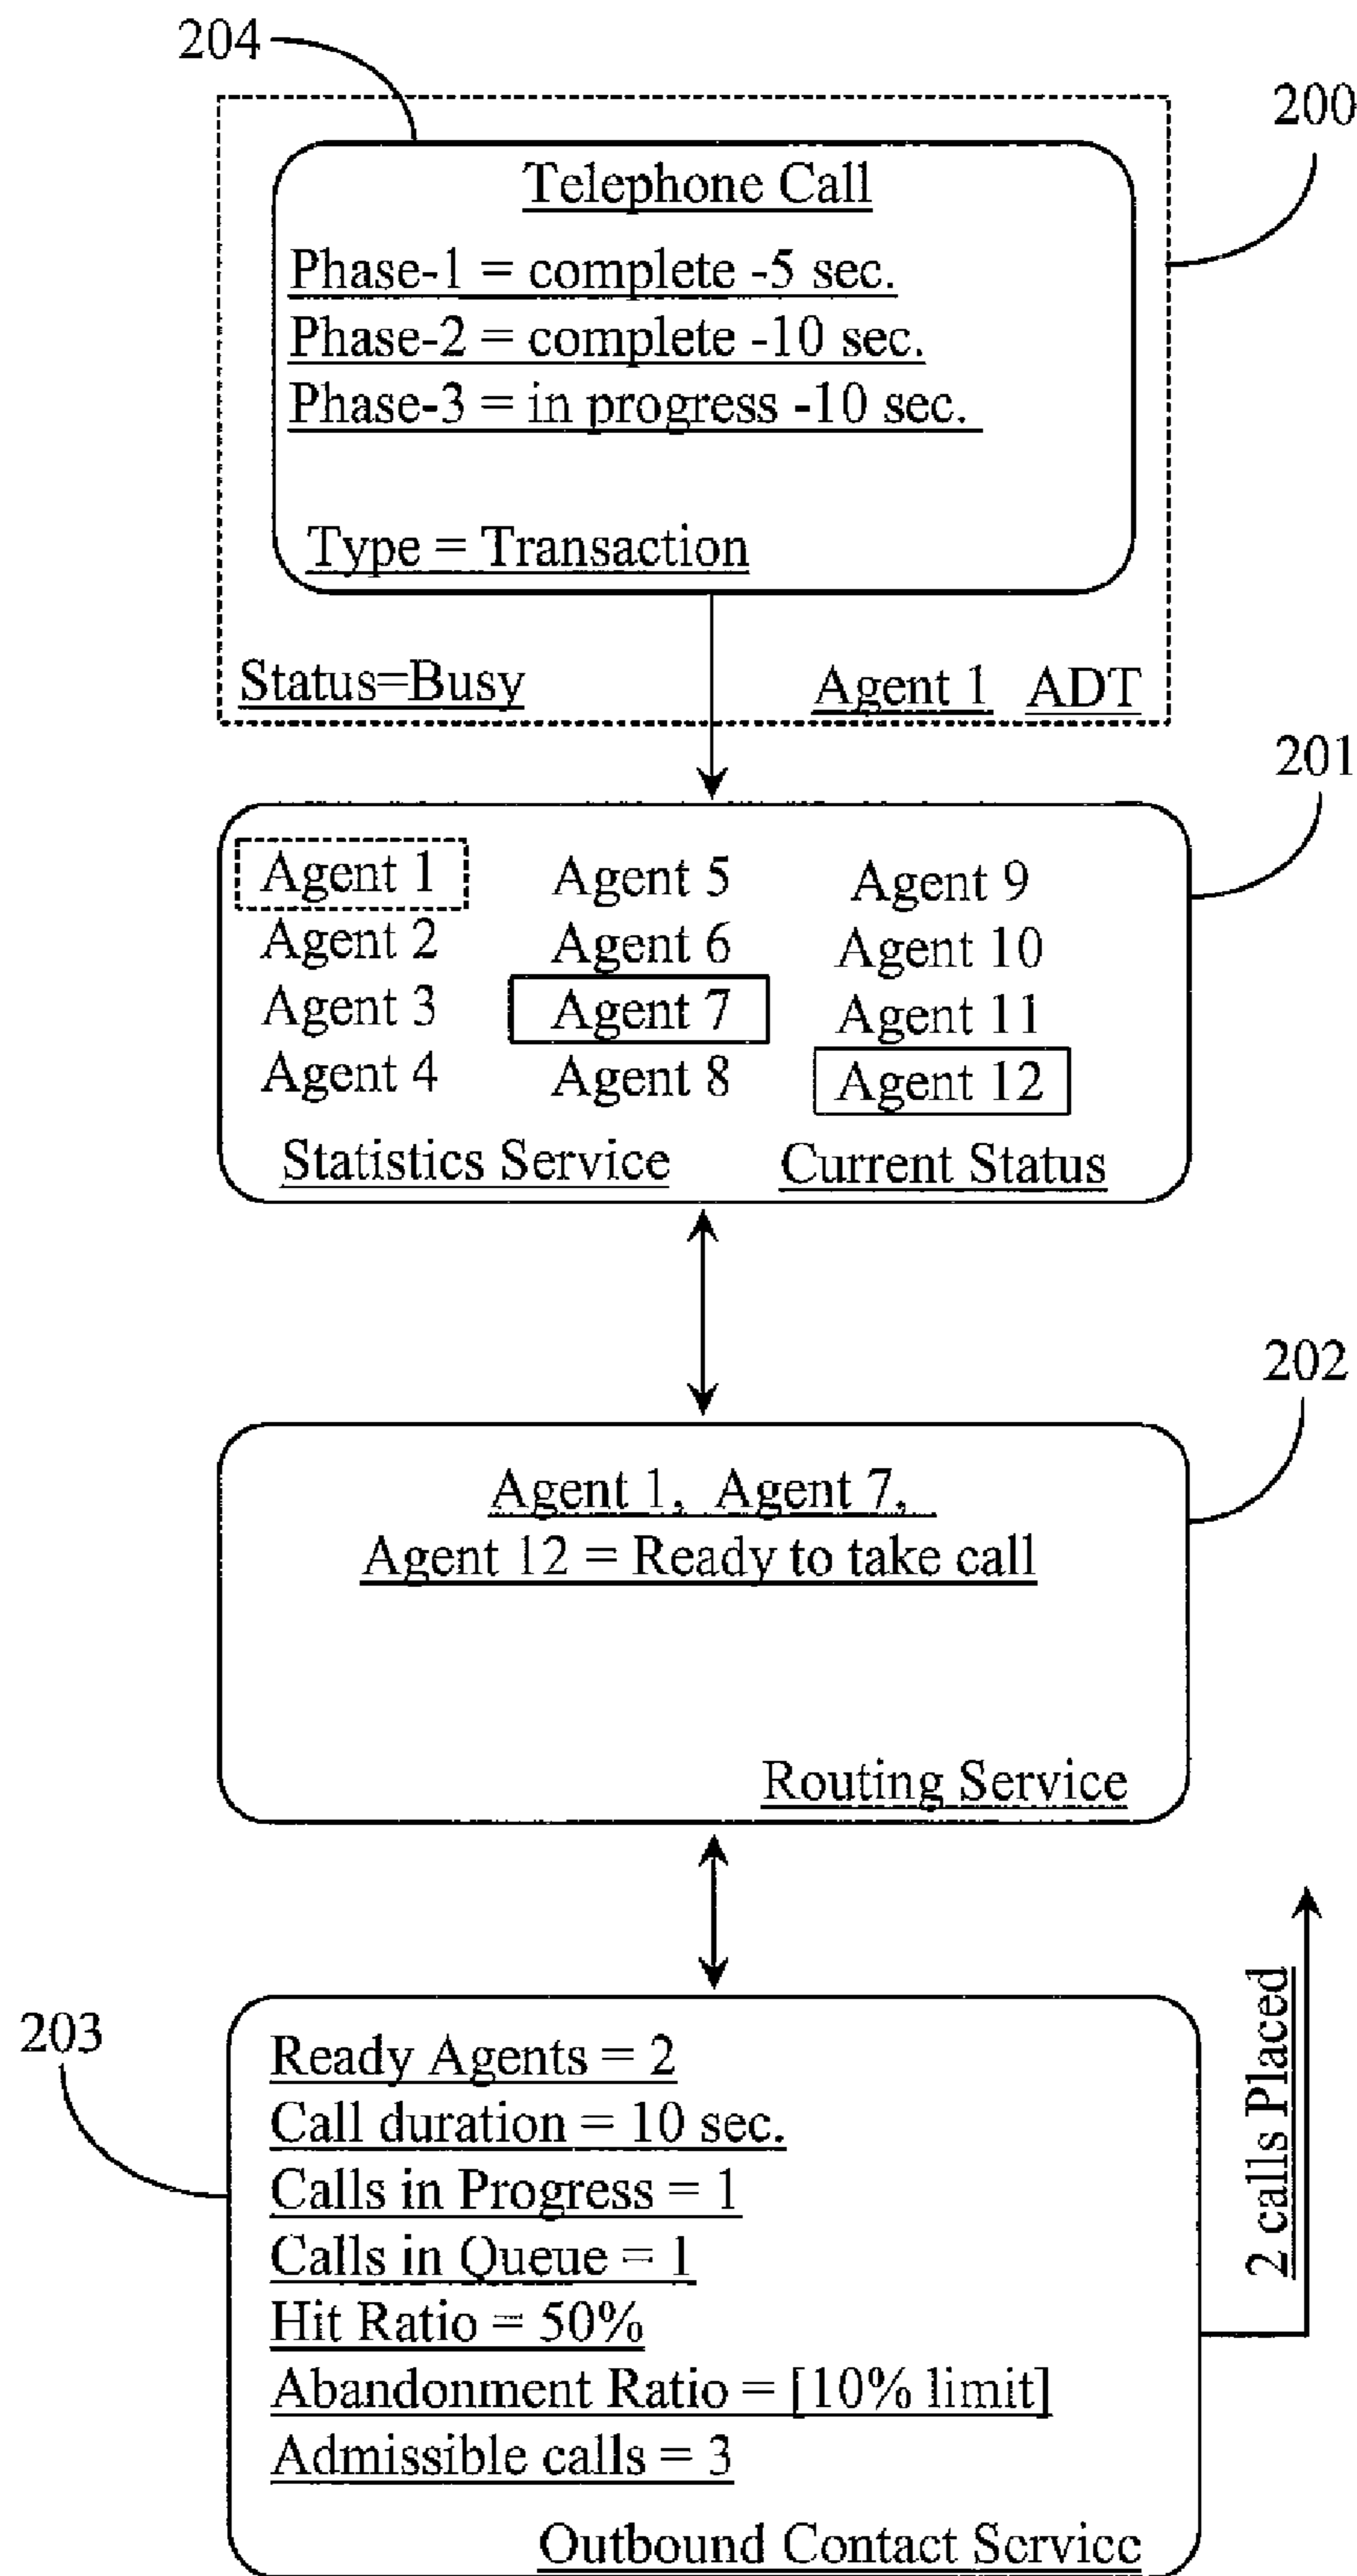 204
200
Telephone Call
Phase-1 = complete -5 sec.
Phase-2 = complete -10 sec.
Phase-3 = in progress -10 sec.
Type = Transaction
Status=Busy Agent 1 ADT
201
Agent 1 Agent 5 Agent 9
Agent 2 Agent 6 Agent 10
Agent 3 Agent 7 Agent 11
Agent 4 Agent 8 Agent 12
Statistics Service Current Status
202
Agent 1, Agent 7,
Agent 12 = Ready to take call
Routing Service
203
2 calls Placed
Ready Agents = 2
Call duration = 10 sec.
Calls in Progress = 1
Calls in Queue = 1
Hit Ratio = 50%
Abandonment Ratio = [10% limit]
Admissible calls = 3
Outbound Contact Service